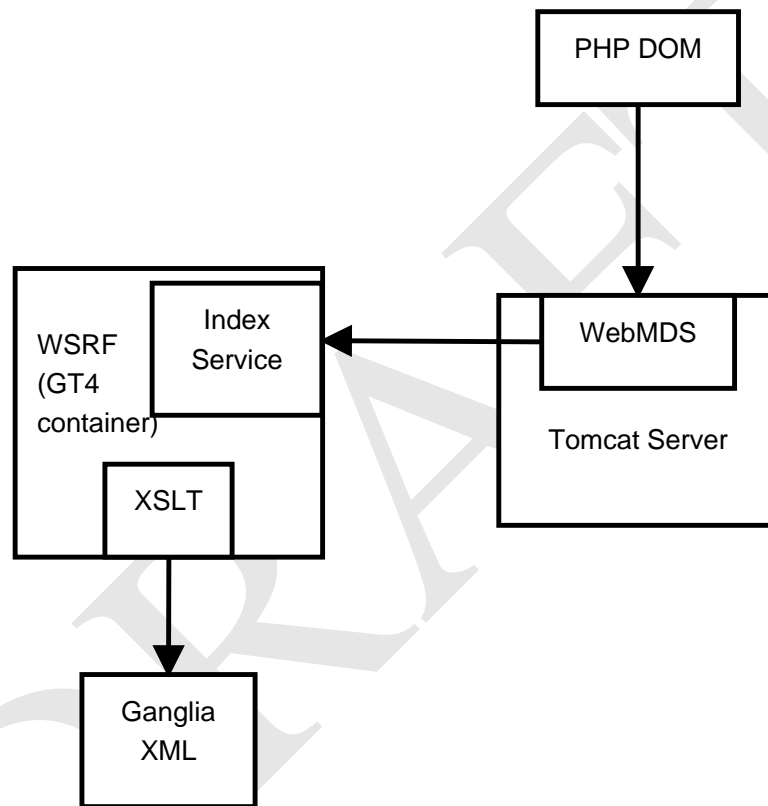 PHP DOM
Index
Service
WSRF
(GT4
container)
WebMDS
Tomcat Server
XSLT
Ganglia
XML